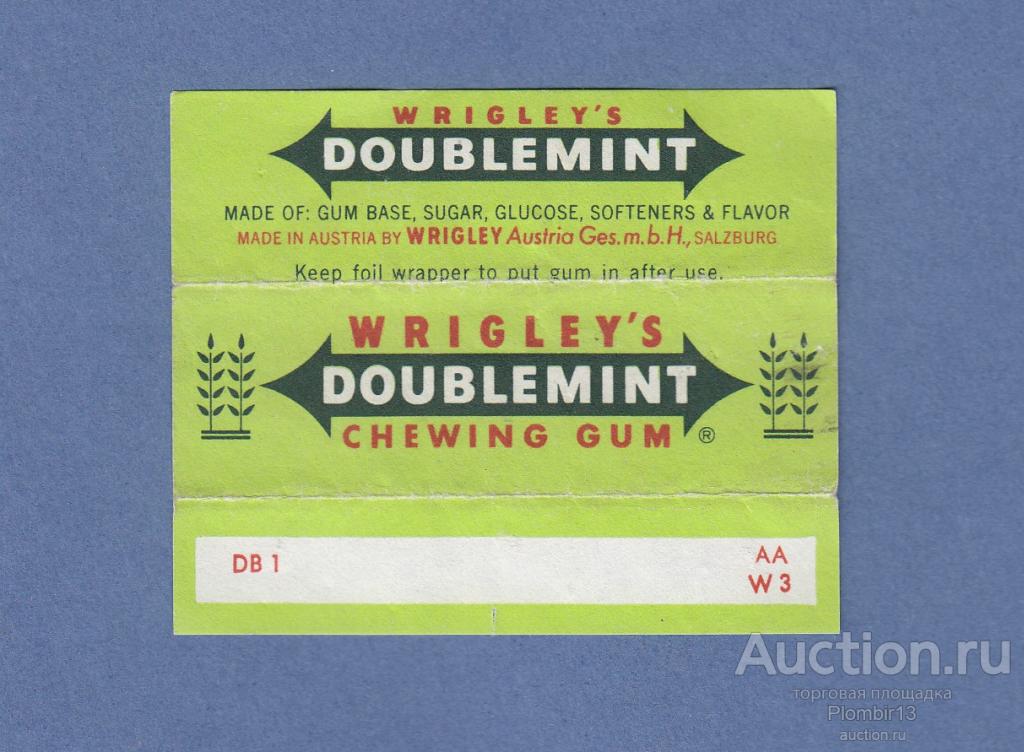 WRIGLEY'S
DOUBLEMINT
MADE OF: GUM BASE, SUGAR, GLUCOSE, SOFTENERS & FLAVOR
MADE IN AUSTRIA BY WRIGLEY Austria Ges.m.b.H., SALZBURG
Keep foil wrapper to put gum in after use.
WRIGLEY'S
DOUBLEMINT
CHEWING GUM ®
DB 1
AA
W 3
Auction.ru
торговая площадка
Plombir13
auction.ru